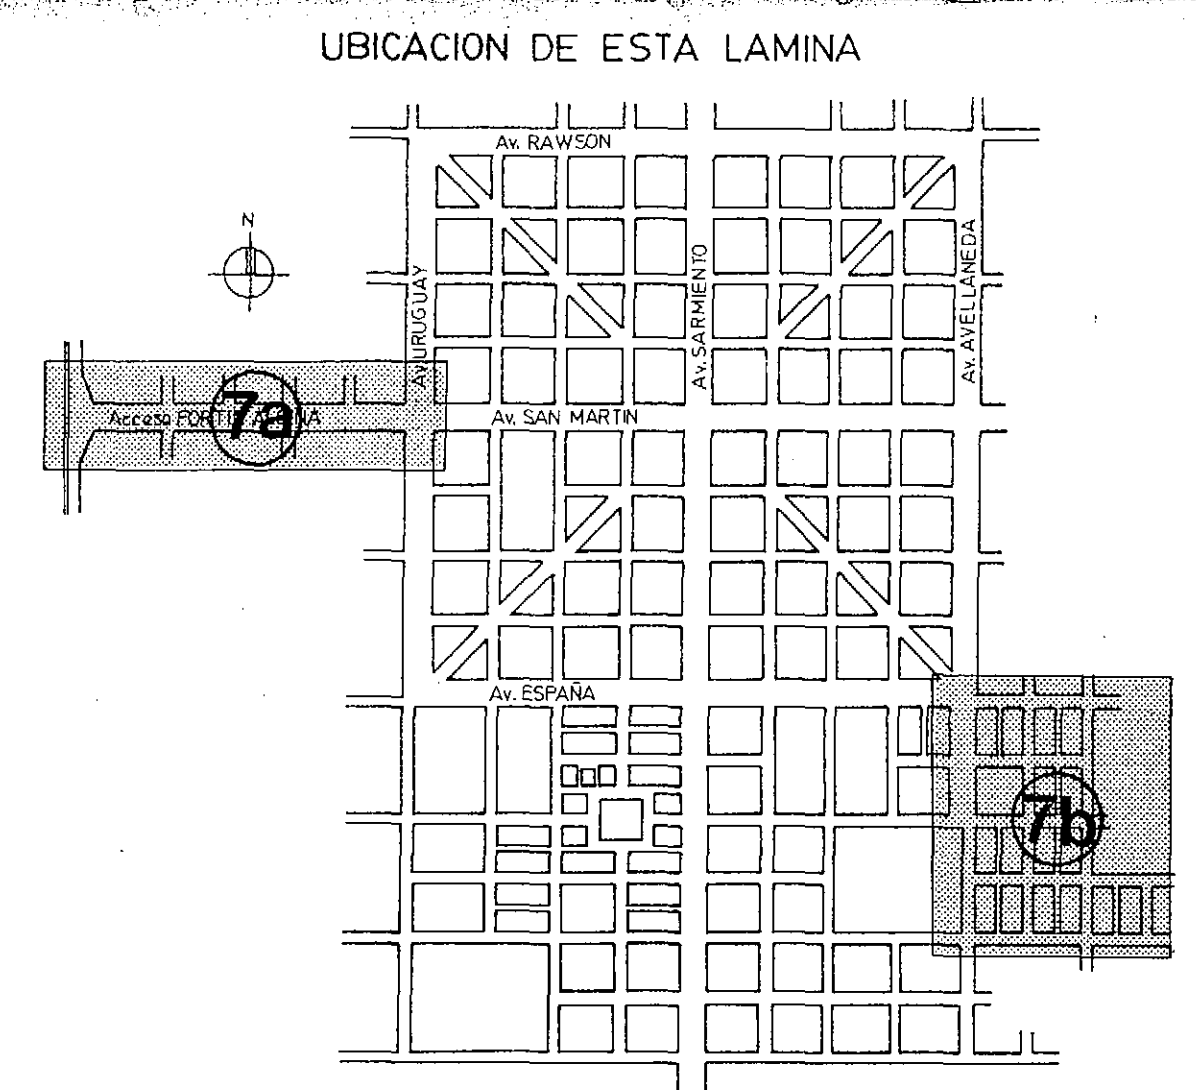 UBICACION DE ESTA LAMINA
Av. RAWSON
N
Av. URUGUAY
Av. SARMIENTO
Av. AVELLANEDA
Acceso
7a
Av. SAN MARTIN
Av. ESPAÑA
7b